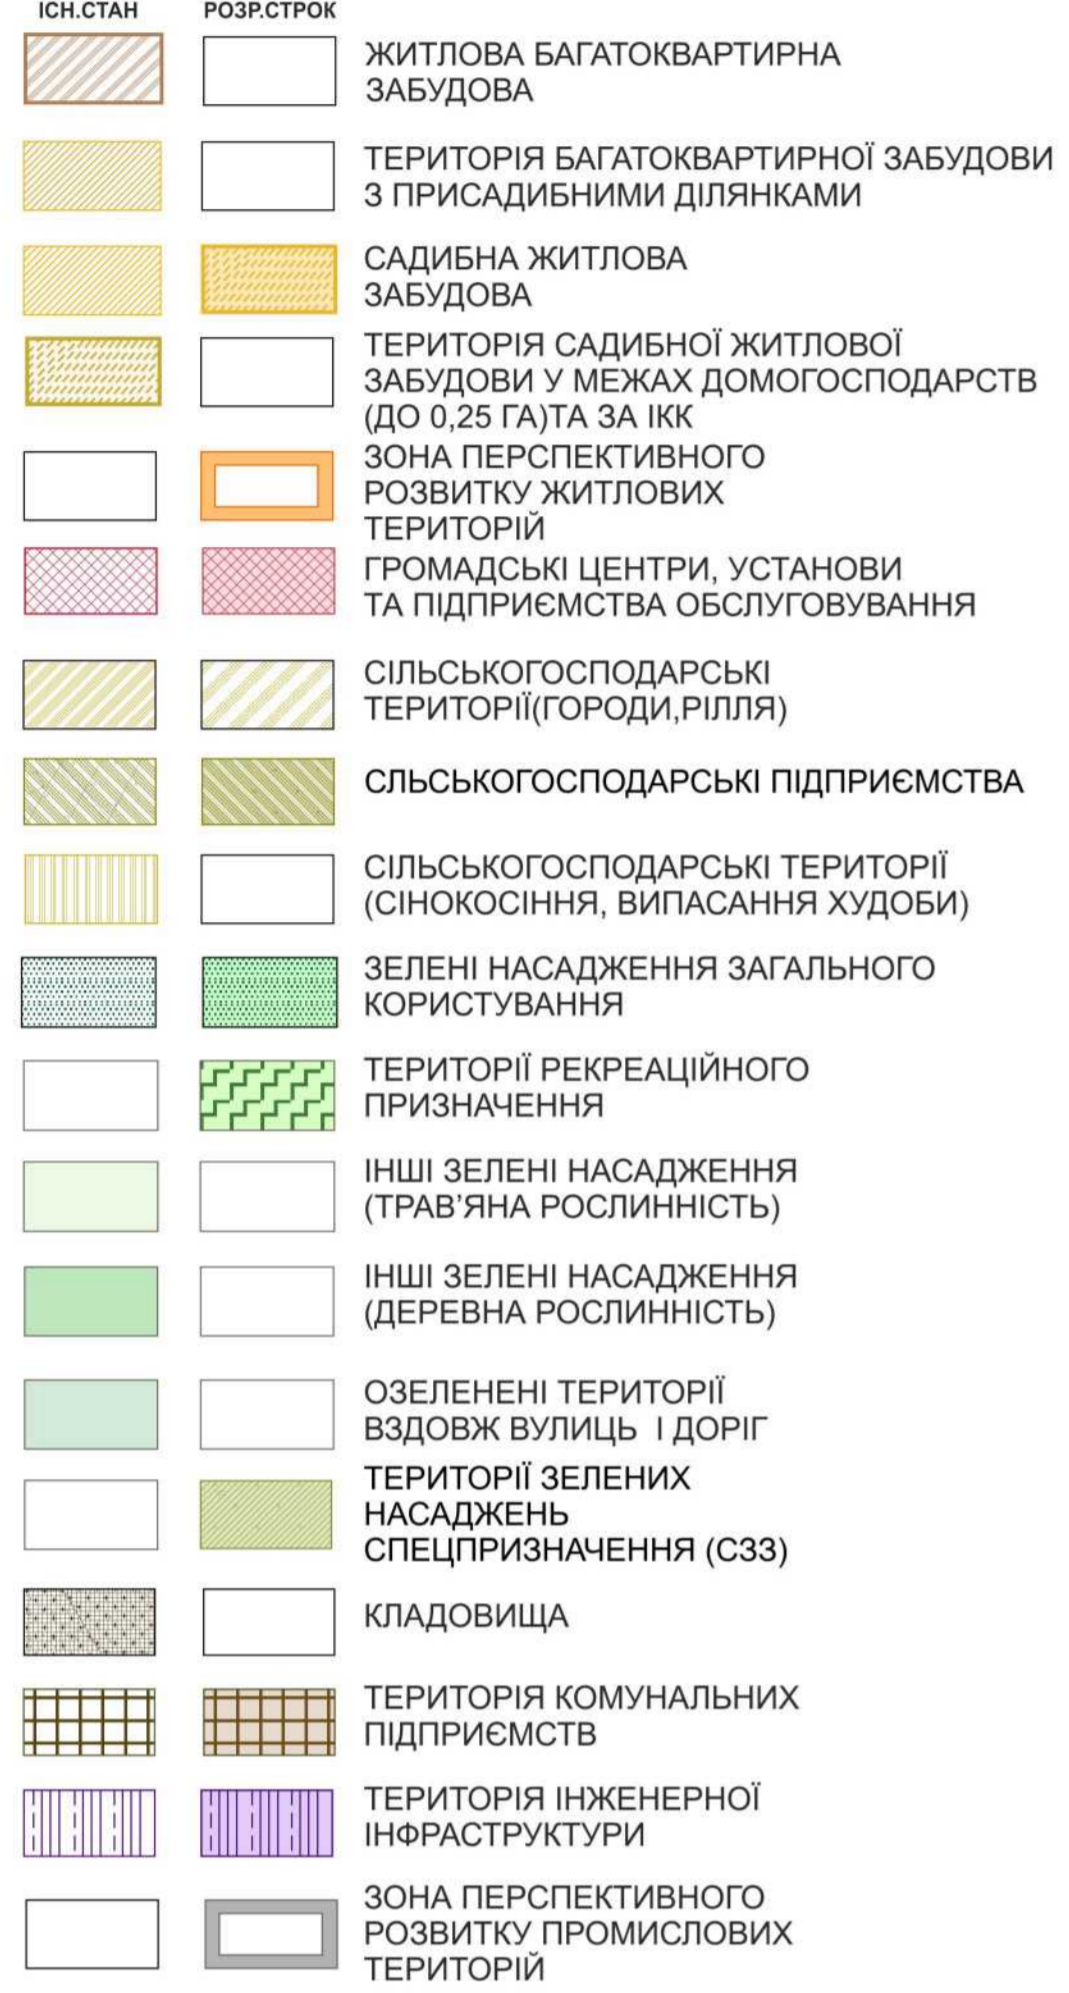 ІСН.СТАН РОЗР.СТРОК
ЖИТЛОВА БАГАТОКВАРТИРНА
ЗАБУДОВА
ТЕРИТОРІЯ БАГАТОКВАРТИРНОЇ ЗАБУДОВИ
З ПРИСАДИБНИМИ ДІЛЯНКАМИ
САДИБНА ЖИТЛОВА
ЗАБУДОВА
ТЕРИТОРІЯ САДИБНОЇ ЖИТЛОВОЇ
ЗАБУДОВИ У МЕЖАХ ДОМОГОСПОДАРСТВ
(ДО 0,25 ГА)ТА ЗА ІКК
ЗОНА ПЕРСПЕКТИВНОГО
РОЗВИТКУ ЖИТЛОВИХ
ТЕРИТОРІЙ
ГРОМАДСЬКІ ЦЕНТРИ, УСТАНОВИ
ТА ПІДПРИЄМСТВА ОБСЛУГОВУВАННЯ
СІЛЬСЬКОГОСПОДАРСЬКІ
ТЕРИТОРІЇ(ГОРОДИ,РІЛЛЯ)
СЛЬСЬКОГОСПОДАРСЬКІ ПІДПРИЄМСТВА
СІЛЬСЬКОГОСПОДАРСЬКІ ТЕРИТОРІЇ
(СІНОКОСІННЯ, ВИПАСАННЯ ХУДОБИ)
ЗЕЛЕНІ НАСАДЖЕННЯ ЗАГАЛЬНОГО
КОРИСТУВАННЯ
ТЕРИТОРІЇ РЕКРЕАЦІЙНОГО
ПРИЗНАЧЕННЯ
ІНШІ ЗЕЛЕНІ НАСАДЖЕННЯ
(ТРАВ’ЯНА РОСЛИННІСТЬ)
ІНШІ ЗЕЛЕНІ НАСАДЖЕННЯ
(ДЕРЕВНА РОСЛИННІСТЬ)
ОЗЕЛЕНЕНІ ТЕРИТОРІЇ
ВЗДОВЖ ВУЛИЦЬ І ДОРІГ
ТЕРИТОРІЇ ЗЕЛЕНИХ
НАСАДЖЕНЬ
СПЕЦПРИЗНАЧЕННЯ (СЗЗ)
КЛАДОВИЩА
ТЕРИТОРІЯ КОМУНАЛЬНИХ
ПІДПРИЄМСТВ
ТЕРИТОРІЯ ІНЖЕНЕРНОЇ
ІНФРАСТРУКТУРИ
ЗОНА ПЕРСПЕКТИВНОГО
РОЗВИТКУ ПРОМИСЛОВИХ
ТЕРИТОРІЙ